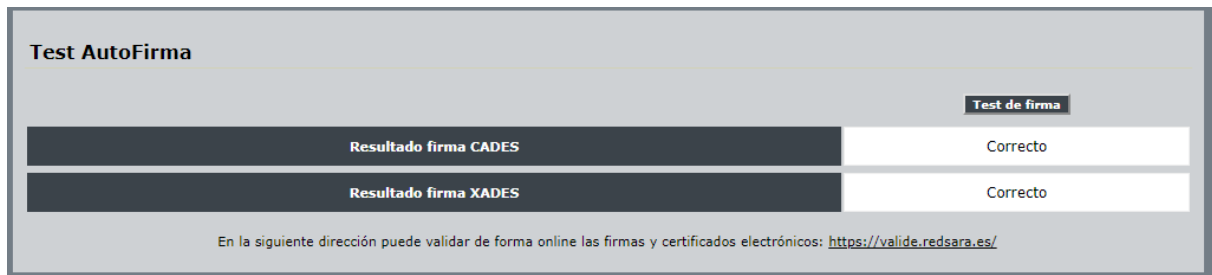 Test AutoFirma
Test de firma
Resultado firma CADES Correcto
Resultado firma XADES Correcto
En la siguiente dirección puede validar de forma online las firmas y certificados electrónicos: https://valide.redsara.es/